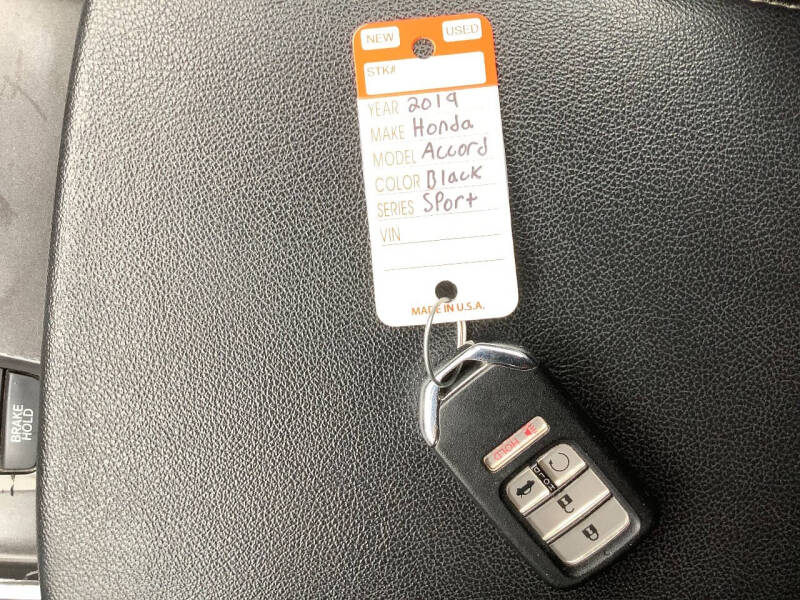 NEW USED
STK#
YEAR 2019
MAKE Honda
MODEL Accord
COLOR Black
SERIES SPort
VIN
MADE IN U.S.A.
BRAKE
HOLD
HOLD
HOLD